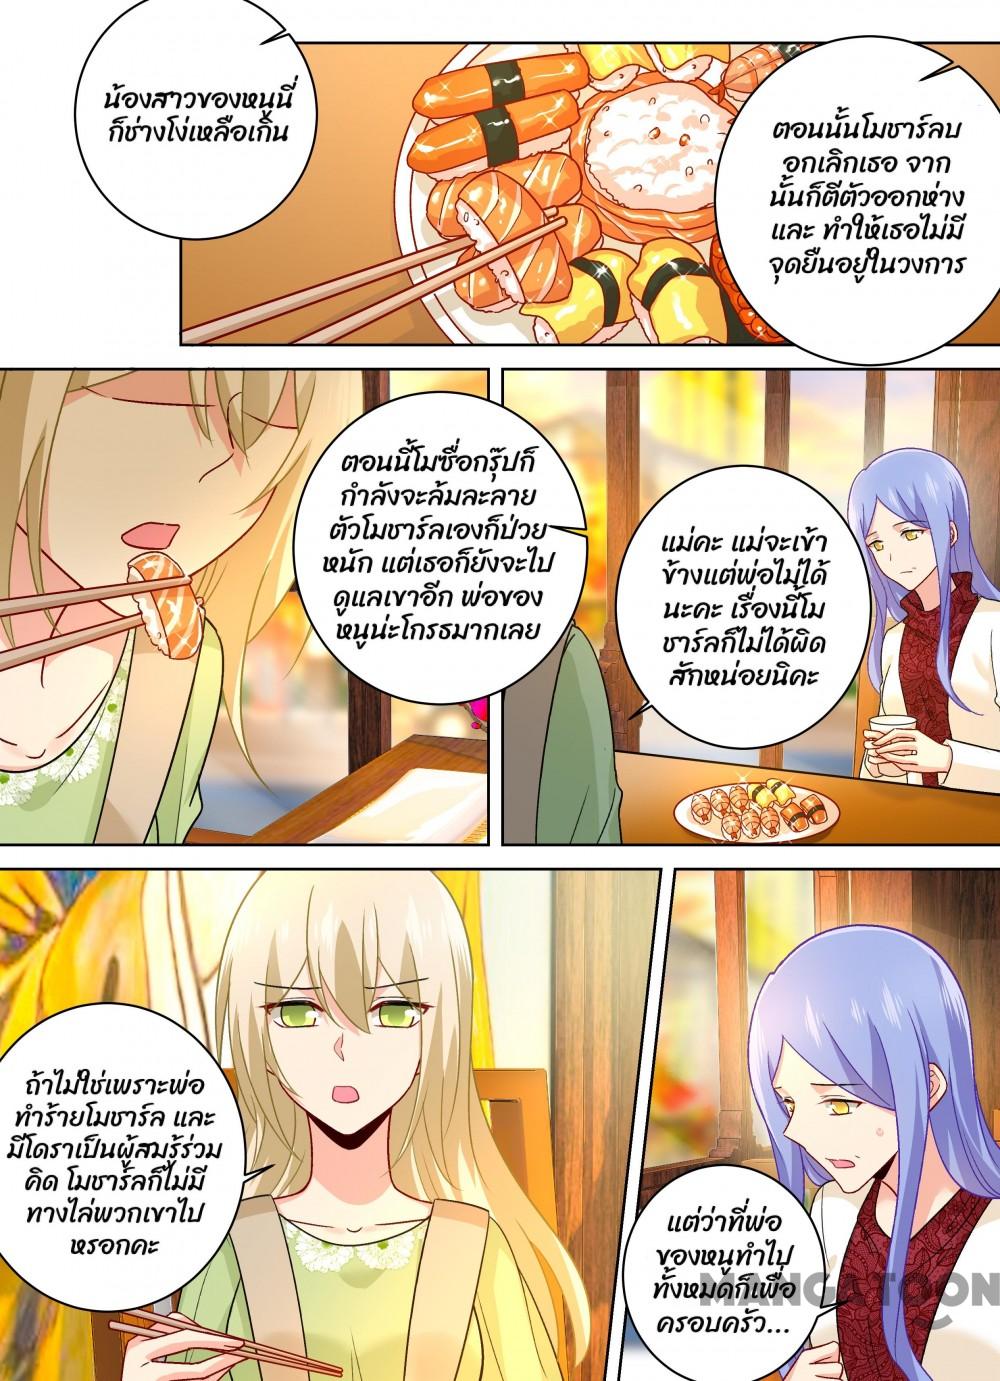 น้องสาวของหนูนี่
ก็ช่างโง่เหลือเกิน
ตอนนั้นโมชาร์ลบ
อกเลิกเธอ จาก
นั้นก็ตีตัวออกห่าง
และ ทำให้เธอไม่มี
จุดยืนอยู่ในวงการ
ตอนนี้โมซื่อกรุ๊ปก็
กำลังจะล้มละลาย
ตัวโมชาร์ลเองก็ป่วย
หนัก แต่เธอก็ยังจะไป
ดูแลเขาอีก พ่อของ
หนูน่ะโกรธมากเลย
แม่คะ แม่จะเข้า
ข้างแต่พ่อไม่ได้
นะคะ เรื่องนี้โม
ชาร์ลก็ไม่ได้ผิด
สักหน่อยนิคะ
ถ้าไม่ใช่เพราะพ่อ
ทำร้ายโมชาร์ล และ
มีโดราเป็นผู้สมรู้ร่วม
คิด โมชาร์ลก็ไม่มี
ทางไล่พวกเขาไป
หรอกคะ
แต่ว่าที่พ่อ
ของหนูทำไป
ทั้งหมดก็เพื่อ
ครอบครัว...
MANGATOON